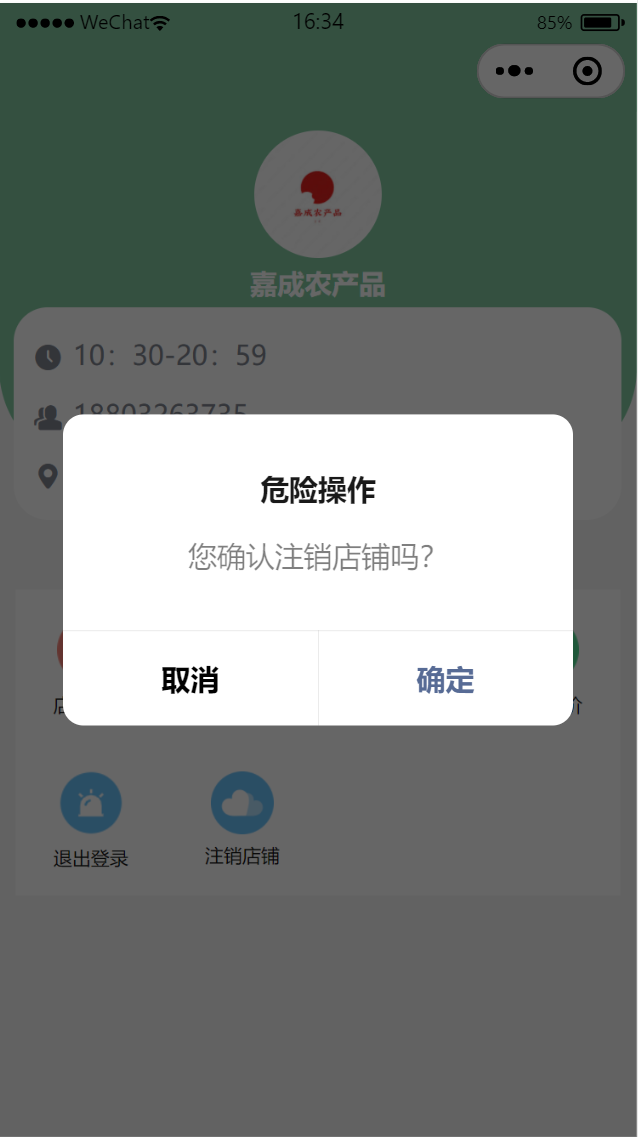 WeChat 16:34 85%
嘉成农产品
嘉成农产品
10：30-20：59
18803263735
危险操作
您确认注销店铺吗？
取消 确定
店 价
退出登录 注销店铺